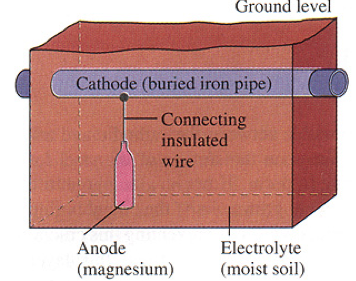 Ground level
Cathode (buried iron pipe)
Connecting
insulated
wire
Anode
(magnesium)
Electrolyte
(moist soil)